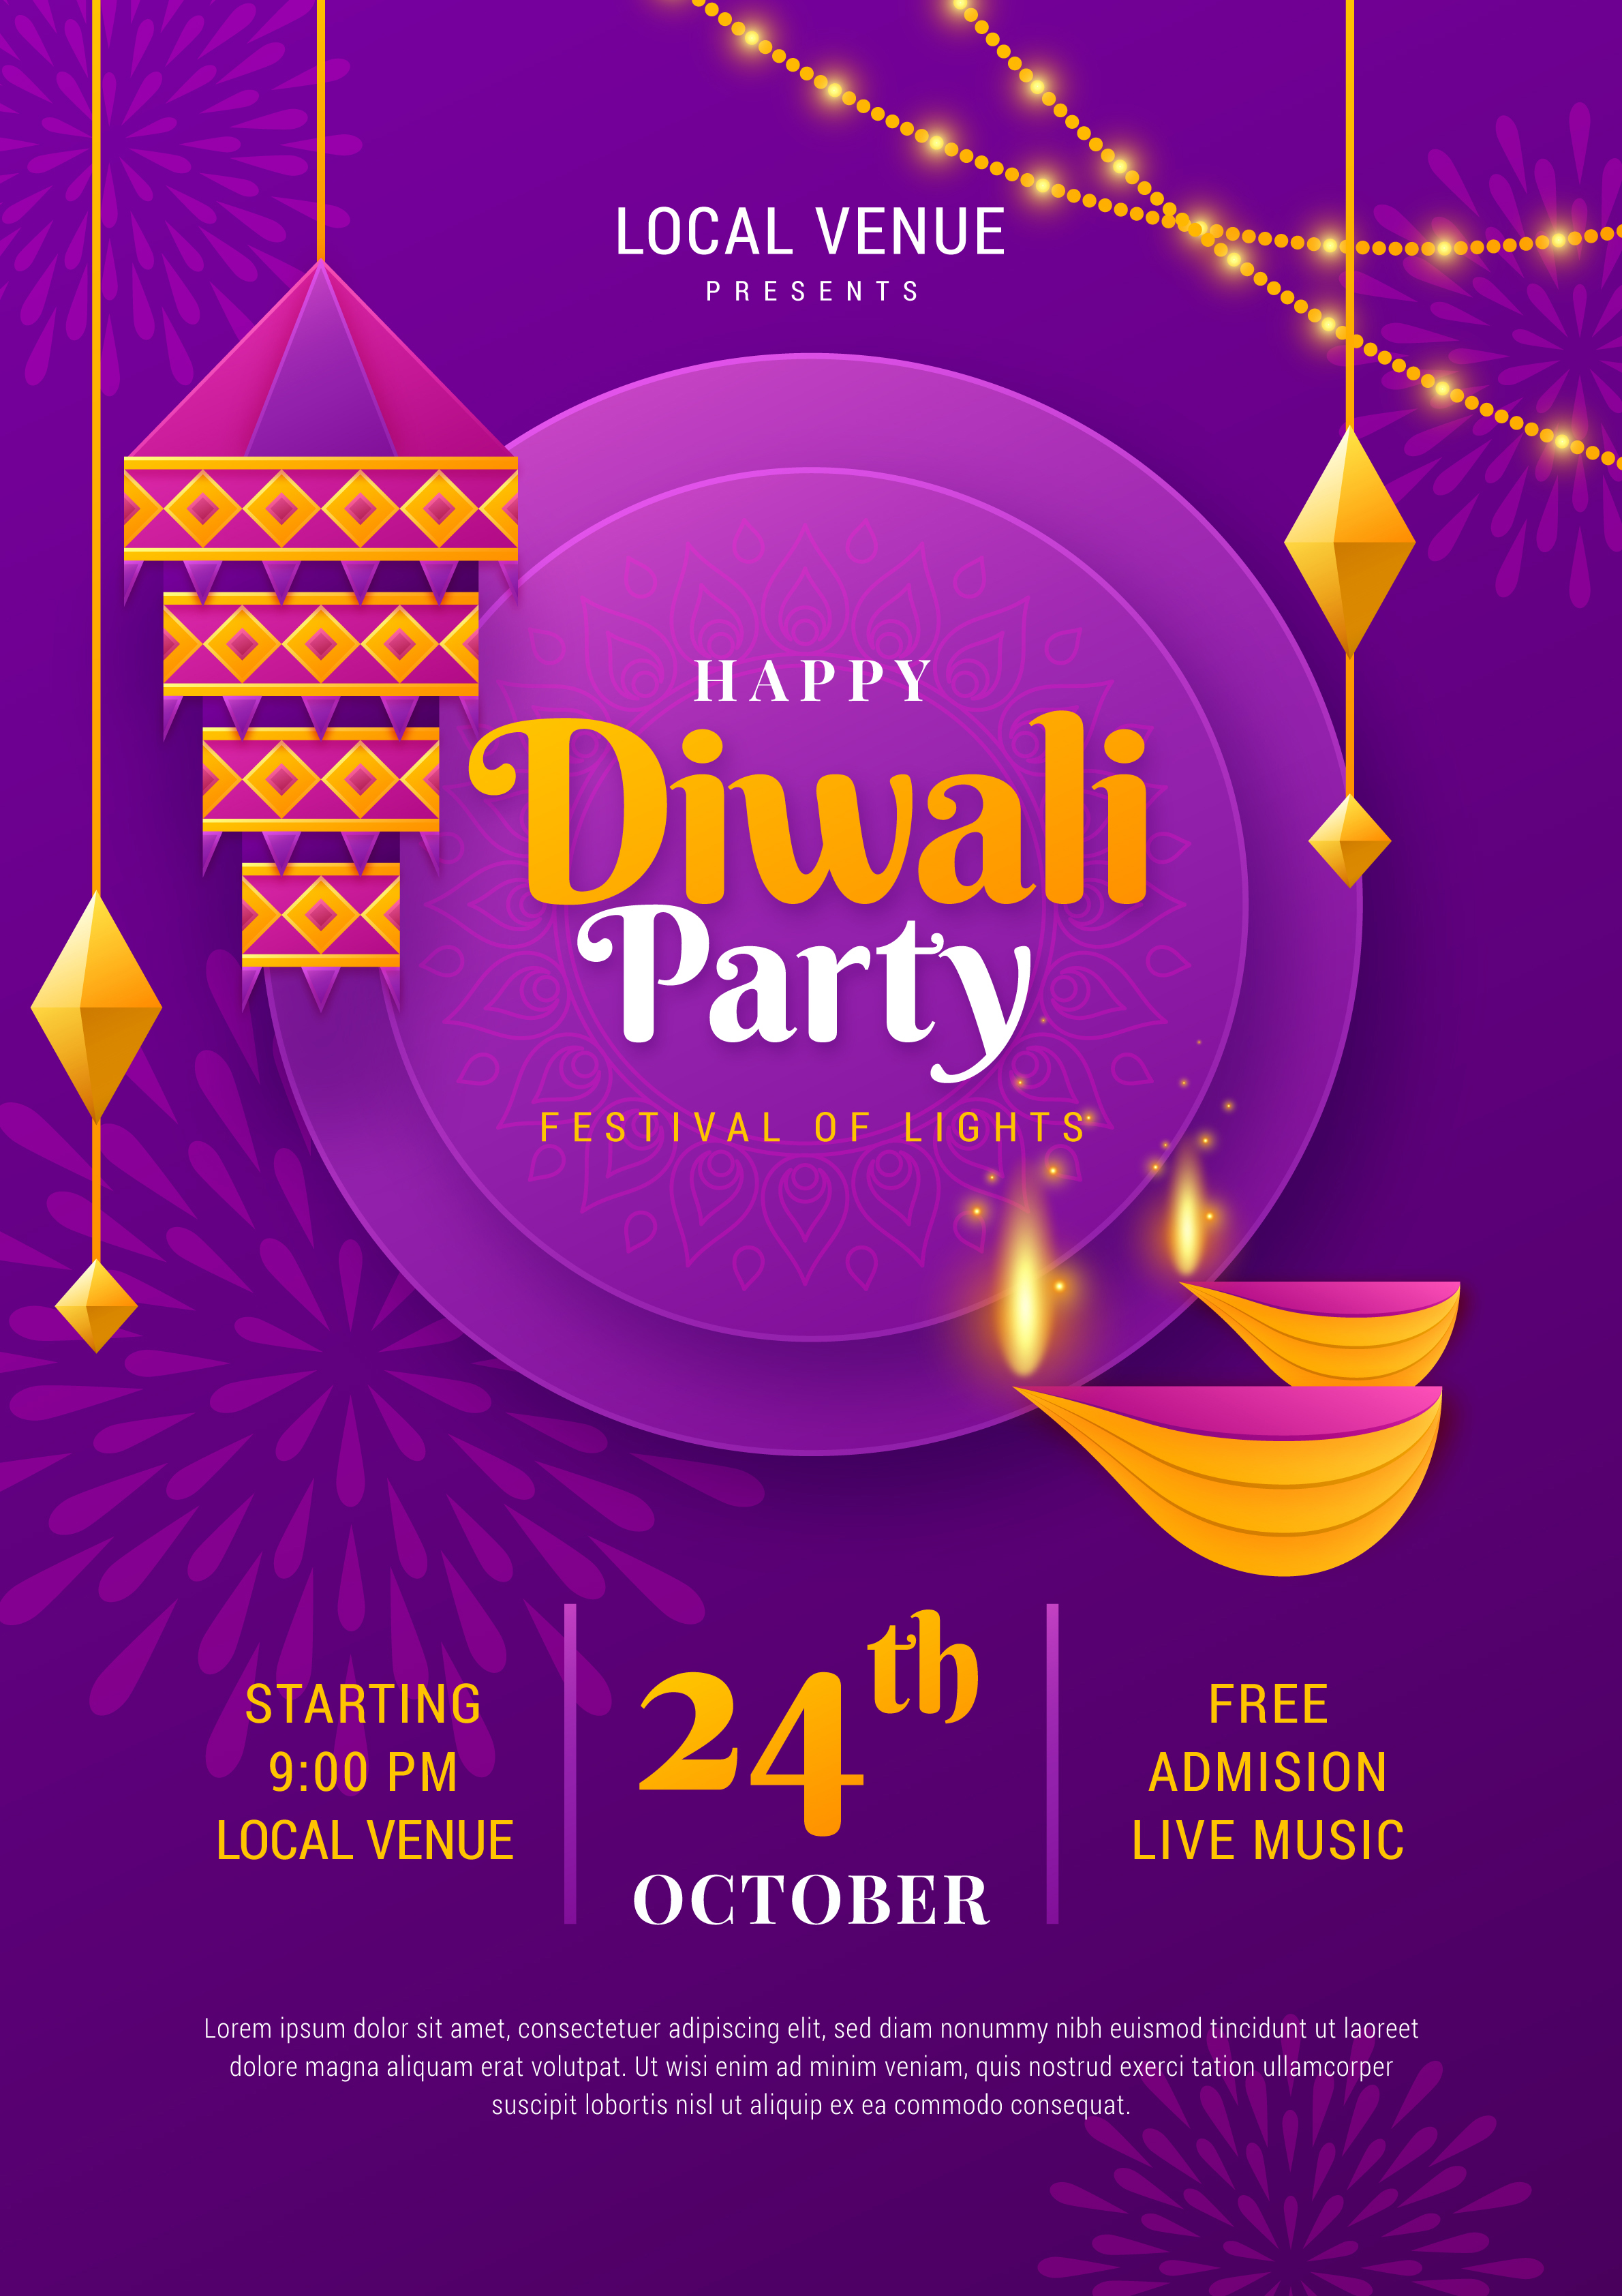 LOCAL VENUE
PRESENTS
HAPPY
Diwali
Party
FESTIVAL OF LIGHTS
STARTING
9:00 PM
LOCAL VENUE
24th
OCTOBER
FREE
ADMISION
LIVE MUSIC
Lorem ipsum dolor sit amet, consectetuer adipiscing elit, sed diam nonummy nibh euismod tincidunt ut laoreet
dolore magna aliquam erat volutpat. Ut wisi enim ad minim veniam, quis nostrud exerci tation ullamcorper
suscipit lobortis nisl ut aliquip ex ea commodo consequat.